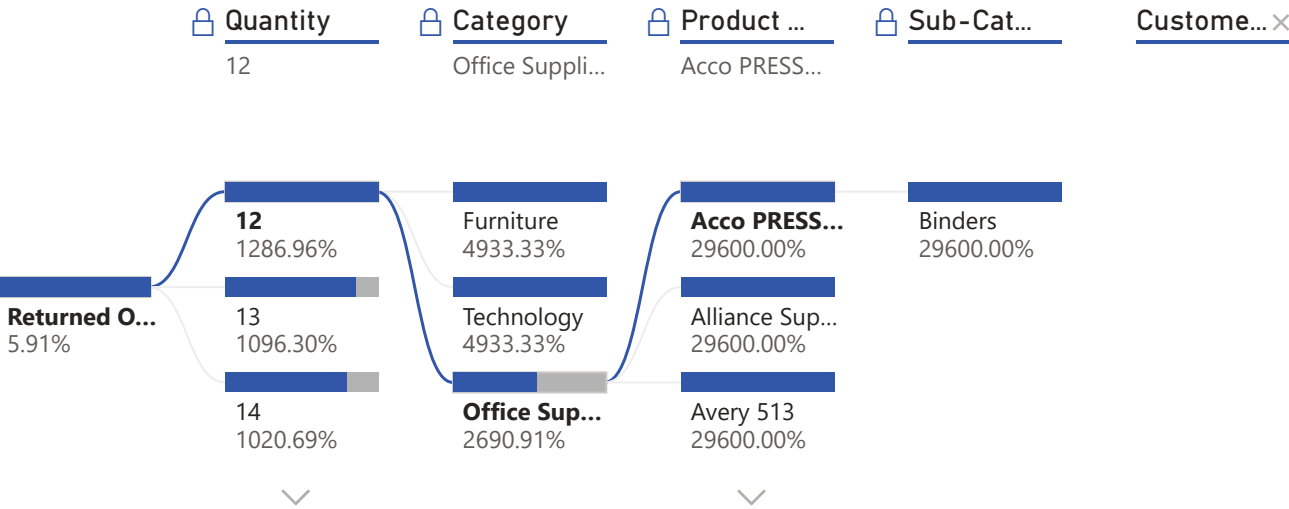 Quantity
Category
Product ...
Sub-Cat...
Custome...
12
Office Suppli...
Acco PRESS...
Returned O...
5.91%
12
1286.96%
13
1096.30%
14
1020.69%
Furniture
4933.33%
Technology
4933.33%
Office Sup...
2690.91%
Acco PRESS...
29600.00%
Alliance Sup...
29600.00%
Avery 513
29600.00%
Binders
29600.00%